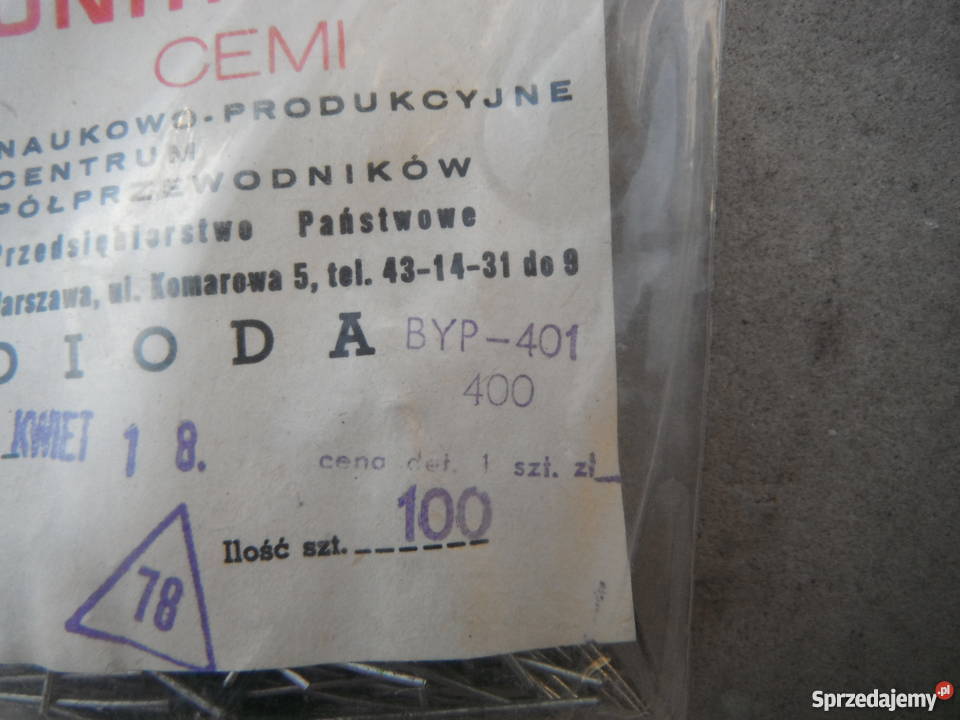 CEMI
NAUKOWO-PRODUKCYJNE
CENTRUM
PÓŁPRZEWODNIKÓW
Przedsiębiorstwo Państwowe
Warszawa, ul. Komarowa 5, tel. 43-14-31 do 9
DIODA BYP-401
400
KWIET 1 8.
cena det. 1 szt. zł
100
Ilość szt.
78
Sprzedajemy.pl